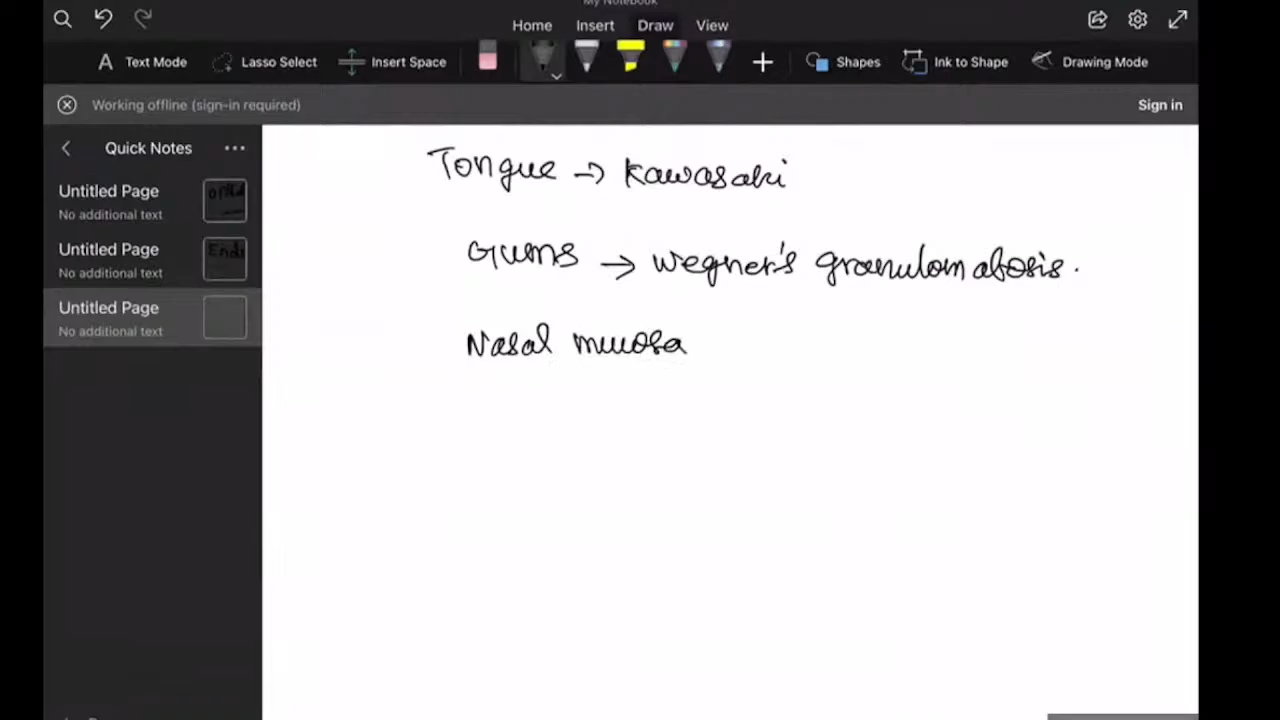 My Notebook
Home Insert Draw View
Text Mode Lasso Select Insert Space Shapes Ink to Shape Drawing Mode
Working offline (sign-in required) Sign in
Quick Notes
Untitled Page
No additional text
Untitled Page
No additional text
Untitled Page
No additional text
Tongue → Kawasaki
Gums → Wegner's granulomatosis.
Nasal mucosa